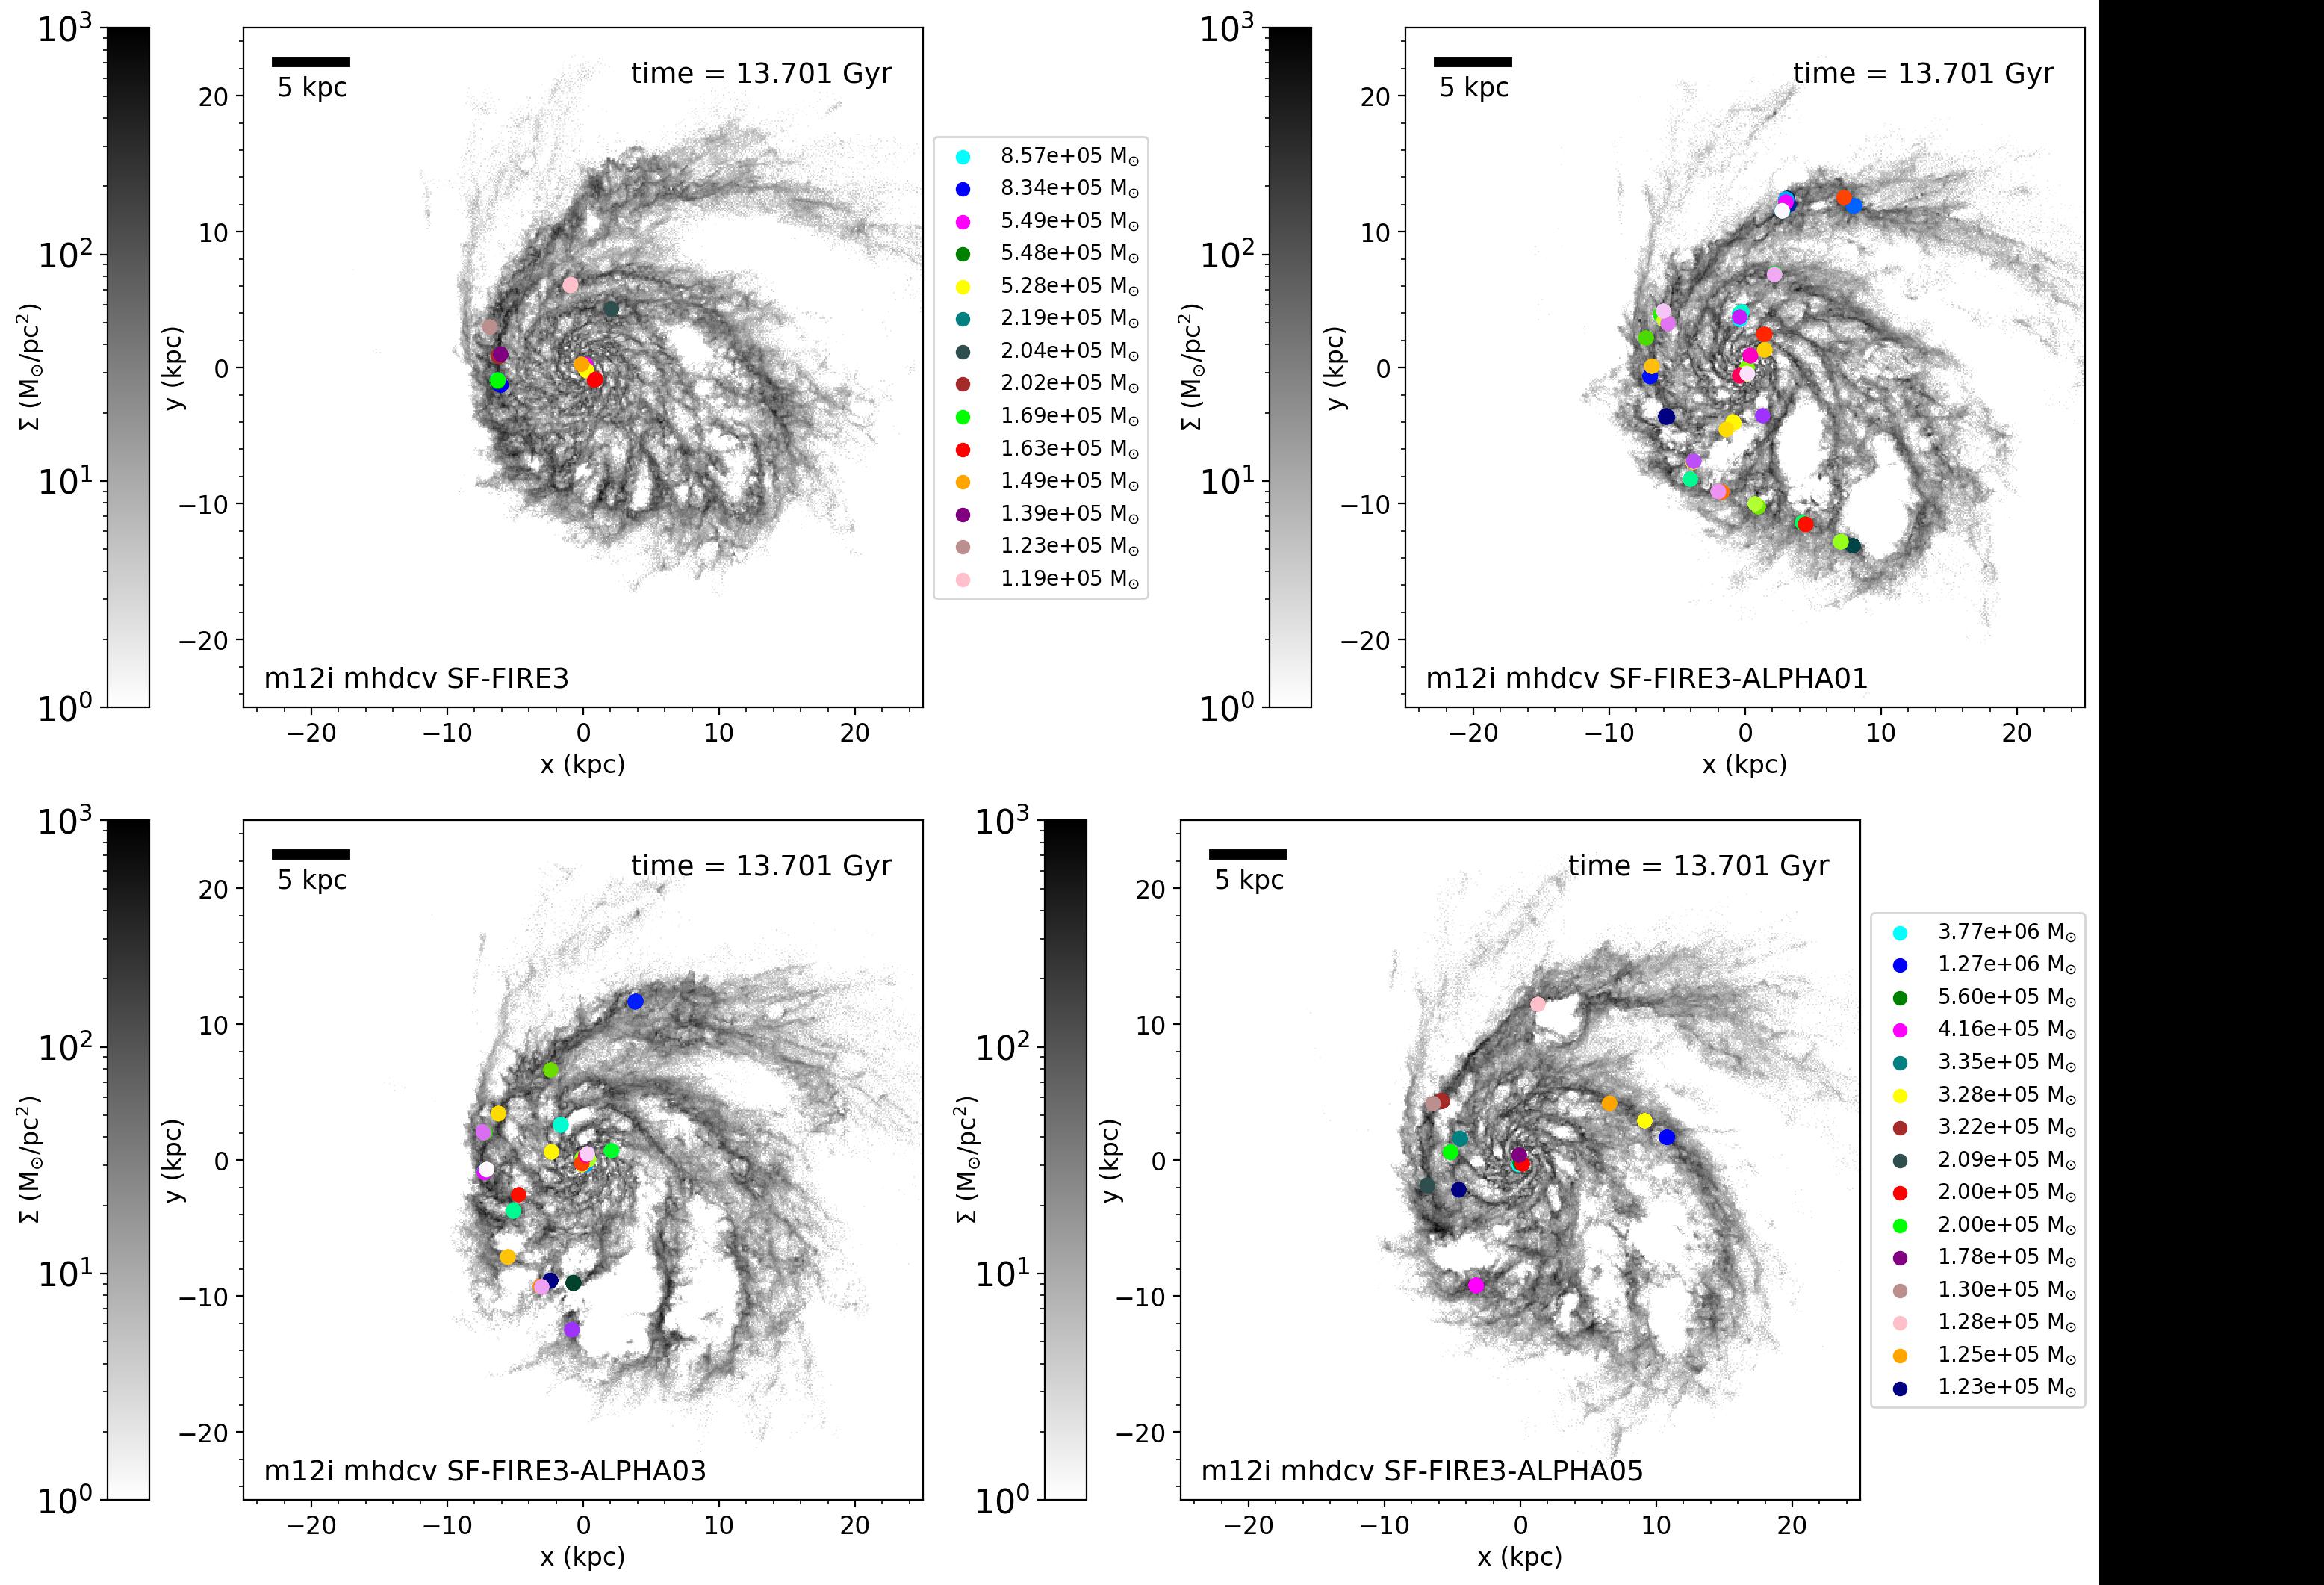 10³
10²
10¹
10⁰
Σ (M⊙/pc²)
20
10
0
−10
−20
y (kpc)
−20 −10 0 10 20
x (kpc)
5 kpc
time = 13.701 Gyr
m12i mhdcv SF-FIRE3
8.57e+05 M⊙
8.34e+05 M⊙
5.49e+05 M⊙
5.48e+05 M⊙
5.28e+05 M⊙
2.19e+05 M⊙
2.04e+05 M⊙
2.02e+05 M⊙
1.69e+05 M⊙
1.63e+05 M⊙
1.49e+05 M⊙
1.39e+05 M⊙
1.23e+05 M⊙
1.19e+05 M⊙
10³
10²
10¹
10⁰
Σ (M⊙/pc²)
20
10
0
−10
−20
y (kpc)
−20 −10 0 10 20
x (kpc)
5 kpc
time = 13.701 Gyr
m12i mhdcv SF-FIRE3-ALPHA01
10³
10²
10¹
10⁰
Σ (M⊙/pc²)
20
10
0
−10
−20
y (kpc)
−20 −10 0 10 20
x (kpc)
5 kpc
time = 13.701 Gyr
m12i mhdcv SF-FIRE3-ALPHA03
10³
10²
10¹
10⁰
Σ (M⊙/pc²)
20
10
0
−10
−20
y (kpc)
−20 −10 0 10 20
x (kpc)
5 kpc
time = 13.701 Gyr
m12i mhdcv SF-FIRE3-ALPHA05
3.77e+06 M⊙
1.27e+06 M⊙
5.60e+05 M⊙
4.16e+05 M⊙
3.35e+05 M⊙
3.28e+05 M⊙
3.22e+05 M⊙
2.09e+05 M⊙
2.00e+05 M⊙
2.00e+05 M⊙
1.78e+05 M⊙
1.30e+05 M⊙
1.28e+05 M⊙
1.25e+05 M⊙
1.23e+05 M⊙